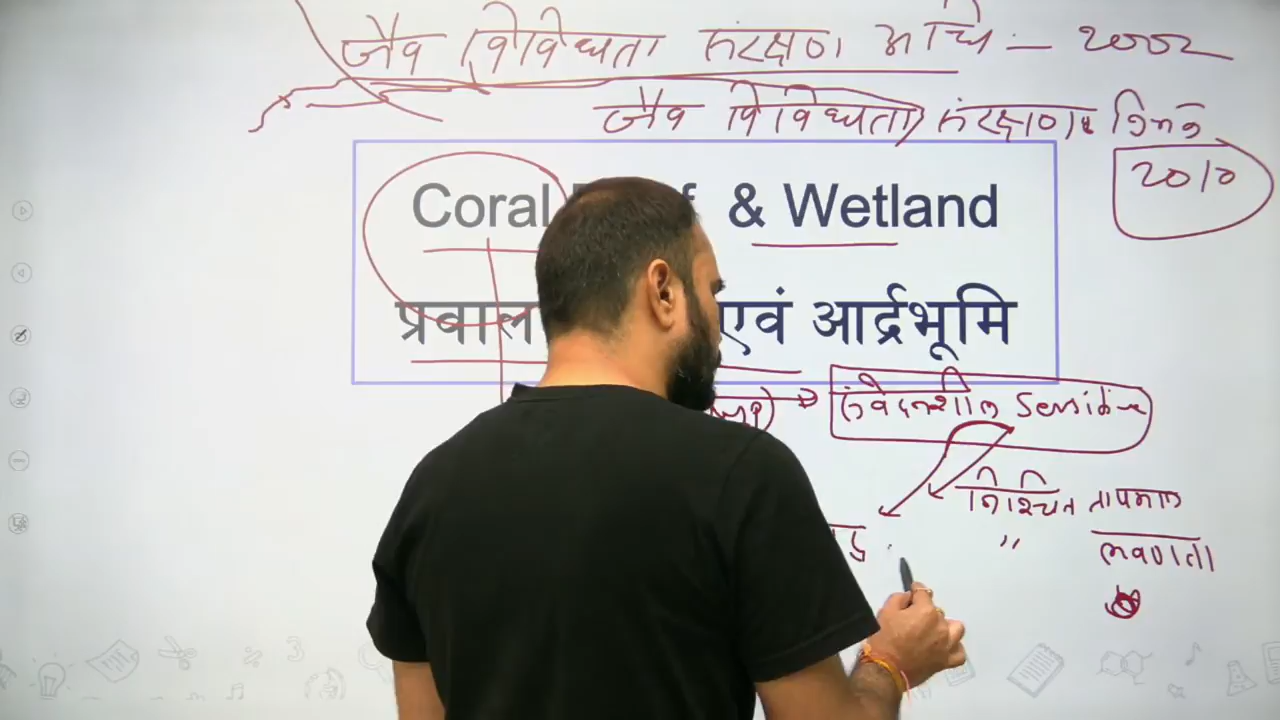 जैव विविधता संरक्षण अधि. - 2002
जैव विविधता संरक्षण
2010
Coral & Wetland
प्रवाल एवं आर्द्रभूमि
संवेदनशील Sensitive
निश्चित तापमान
" लवणता